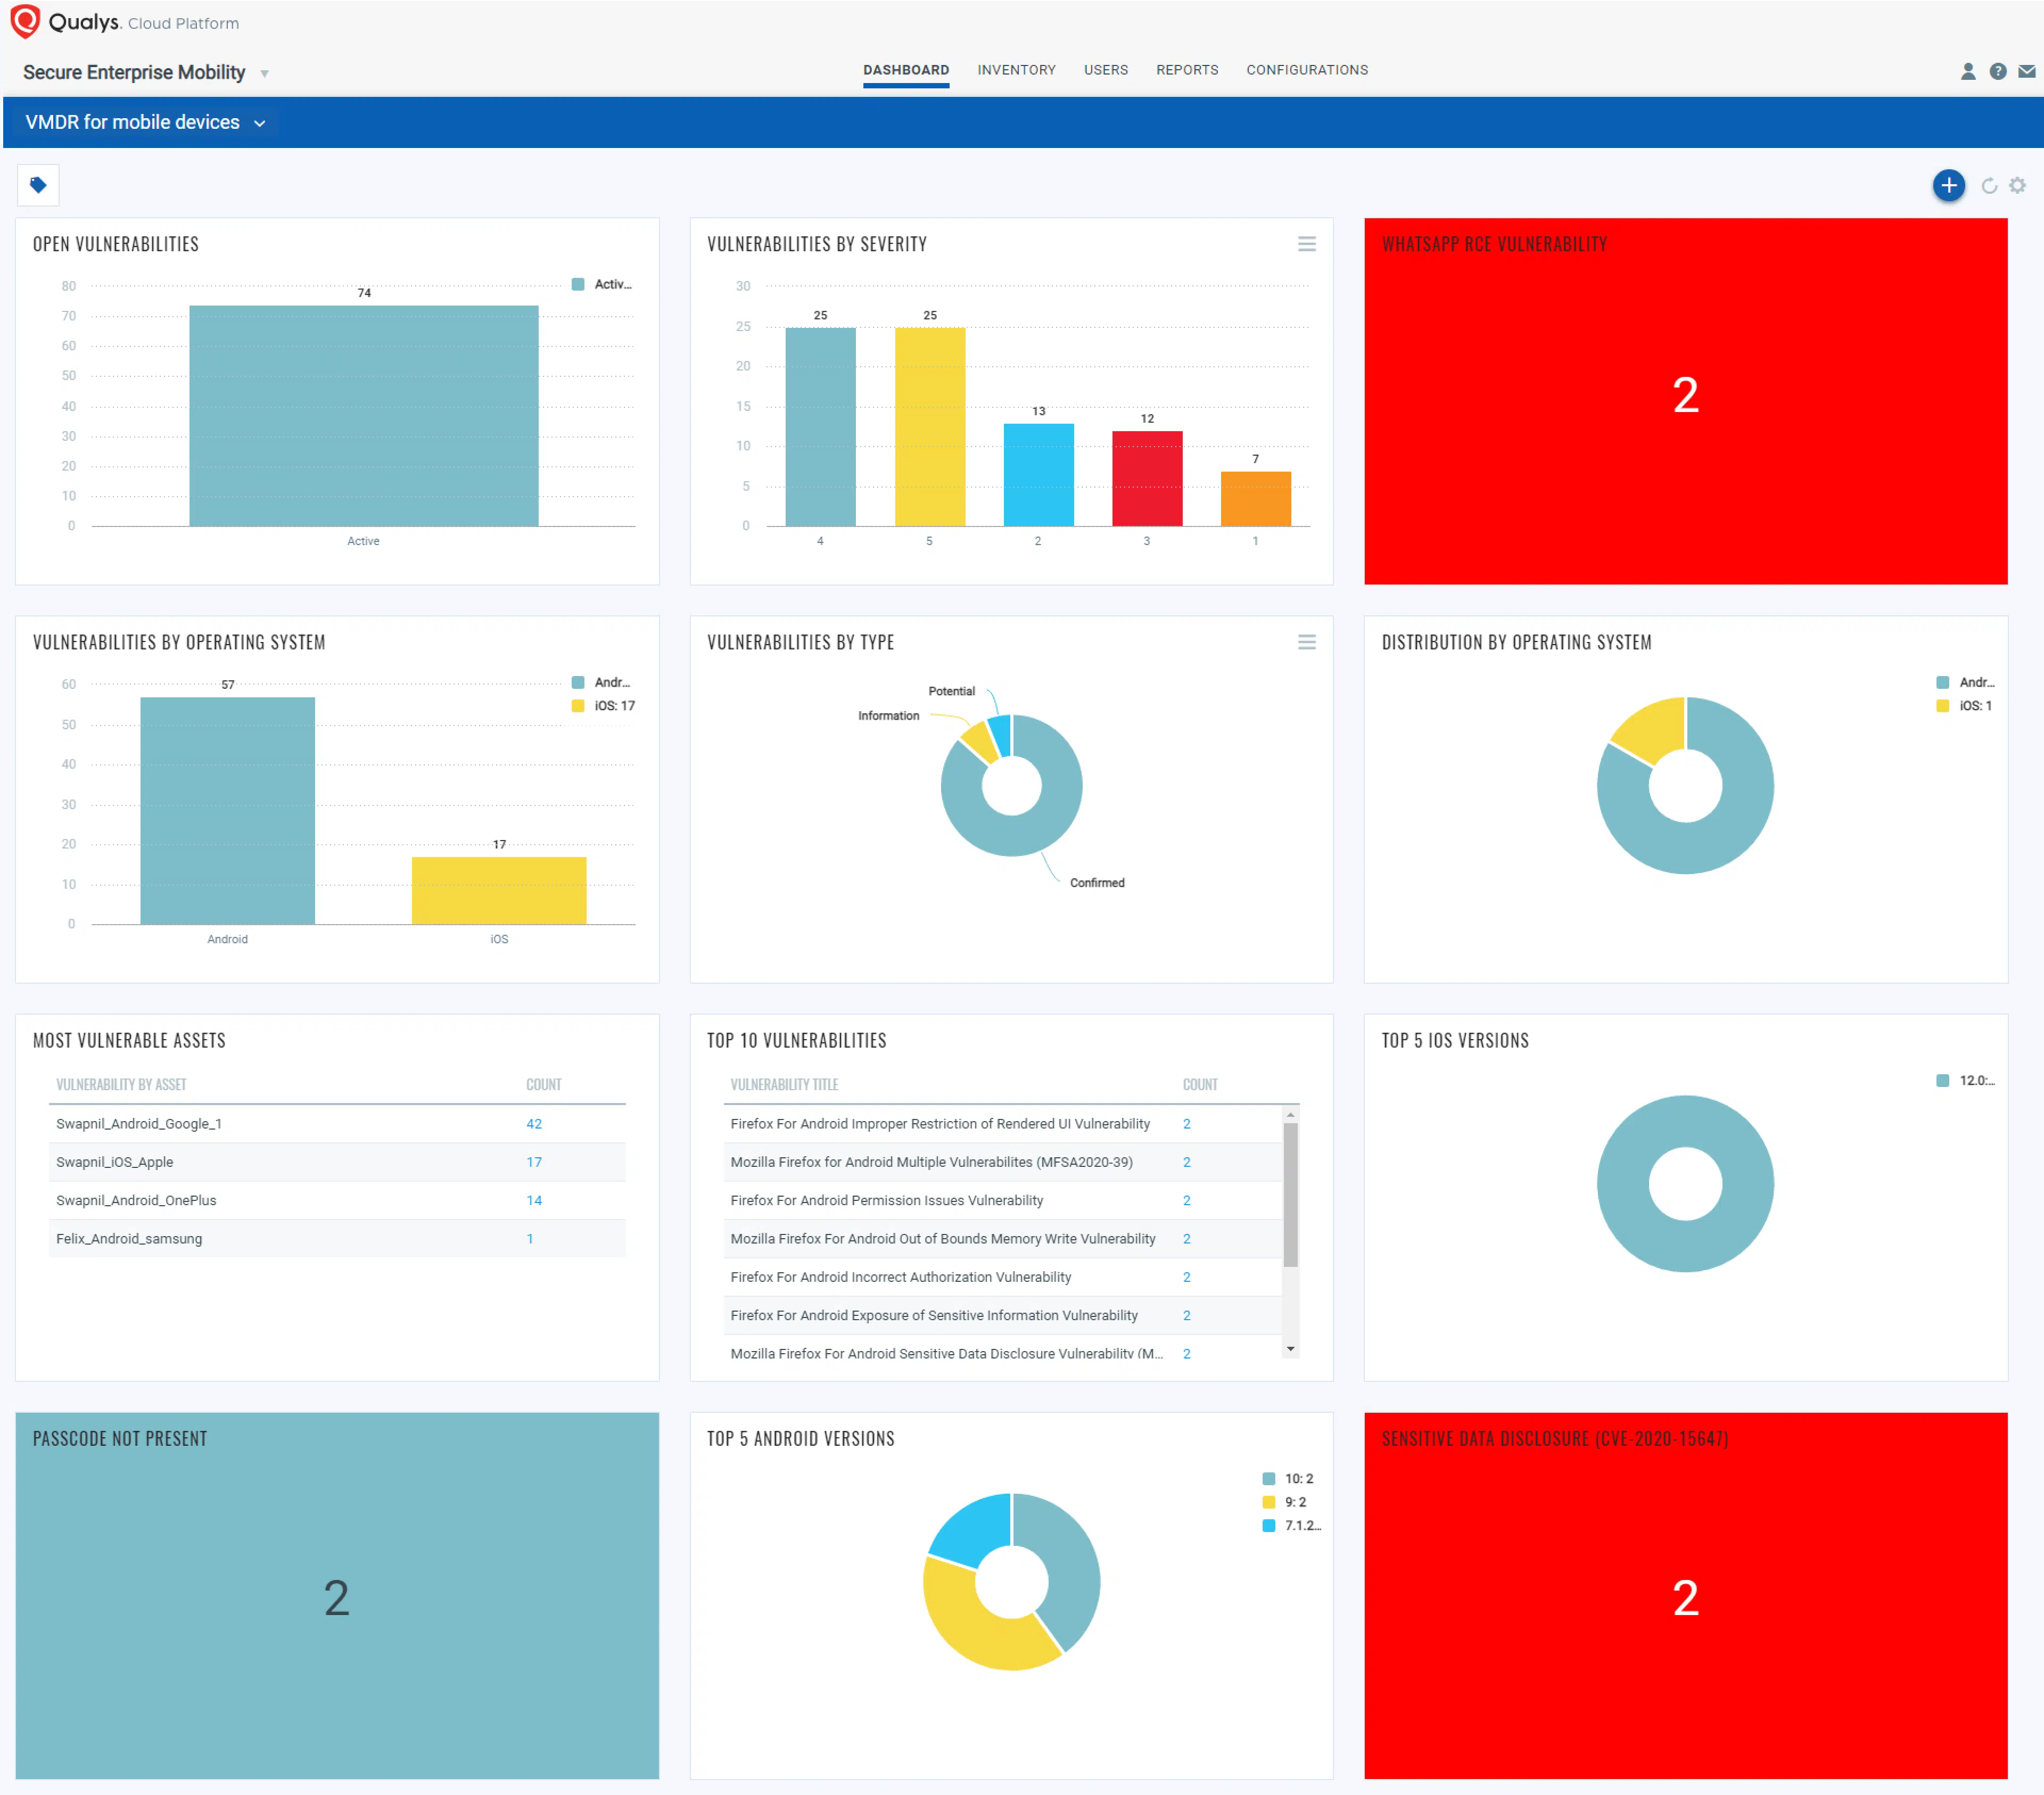 Qualys. Cloud Platform
Secure Enterprise Mobility
DASHBOARD INVENTORY USERS REPORTS CONFIGURATIONS
VMDR for mobile devices
OPEN VULNERABILITIES
80
70
60
50
40
30
20
10
0
74
Active
Activ...
VULNERABILITIES BY SEVERITY
30
25
20
15
10
5
0
25
25
13
12
7
4 5 2 3 1
WHATSAPP RCE VULNERABILITY
2
VULNERABILITIES BY OPERATING SYSTEM
60
50
40
30
20
10
0
57
17
Android iOS
Andr...
iOS: 17
VULNERABILITIES BY TYPE
Potential
Information
Confirmed
DISTRIBUTION BY OPERATING SYSTEM
Andr...
iOS: 1
MOST VULNERABLE ASSETS
VULNERABILITY BY ASSET COUNT
Swapnil_Android_Google_1 42
Swapnil_iOS_Apple 17
Swapnil_Android_OnePlus 14
Felix_Android_samsung 1
TOP 10 VULNERABILITIES
VULNERABILITY TITLE COUNT
Firefox For Android Improper Restriction of Rendered UI Vulnerability 2
Mozilla Firefox for Android Multiple Vulnerabilites (MFSA2020-39) 2
Firefox For Android Permission Issues Vulnerability 2
Mozilla Firefox For Android Out of Bounds Memory Write Vulnerability 2
Firefox For Android Incorrect Authorization Vulnerability 2
Firefox For Android Exposure of Sensitive Information Vulnerability 2
Mozilla Firefox For Android Sensitive Data Disclosure Vulnerability (M... 2
TOP 5 IOS VERSIONS
12.0:...
PASSCODE NOT PRESENT
2
TOP 5 ANDROID VERSIONS
10: 2
9: 2
7.1.2...
SENSITIVE DATA DISCLOSURE (CVE-2020-15647)
2